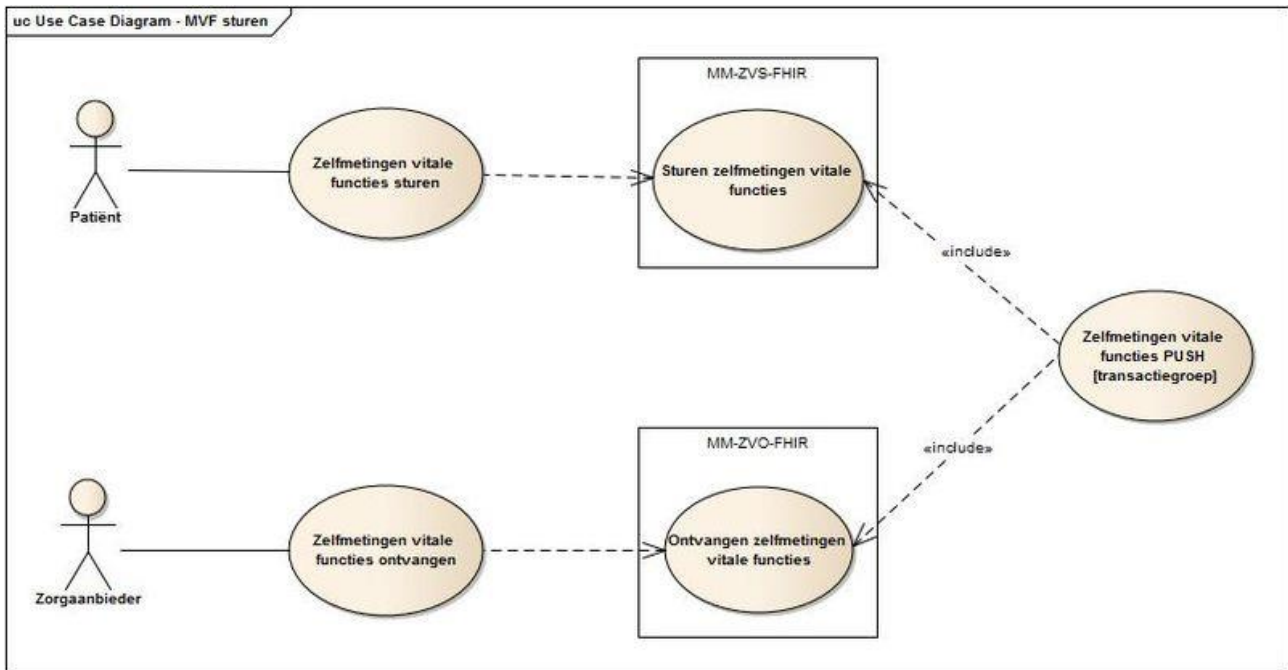 uc Use Case Diagram - MVF sturen
MM-ZVS-FHIR
Patiënt
Zelfmetingen vitale
functies sturen
Sturen zelfmetingen vitale
functies
«include»
Zelfmetingen vitale
functies PUSH
[transactiegroep]
«include»
MM-ZVO-FHIR
Zorgaanbieder
Zelfmetingen vitale
functies ontvangen
Ontvangen zelfmetingen
vitale functies